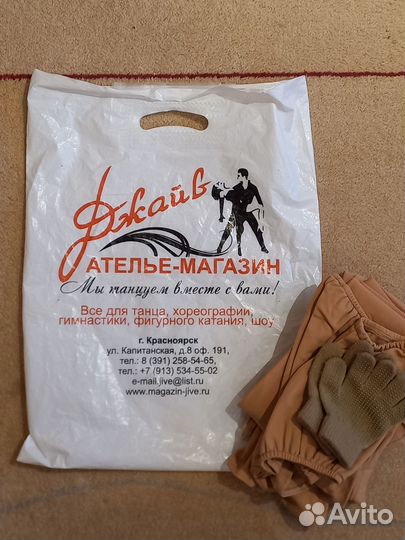 Джайв
АТЕЛЬЕ-МАГАЗИН
Мы танцуем вместе с вами!
Все для танца, хореографии,
гимнастики, фигурного катания, шоу
г. Красноярск
ул. Капитанская, д.8 оф. 191,
тел.: 8 (391) 258-54-65,
тел.: +7 (913) 534-55-02
e-mail.jive@list.ru
www.magazin-jive.ru
Avito